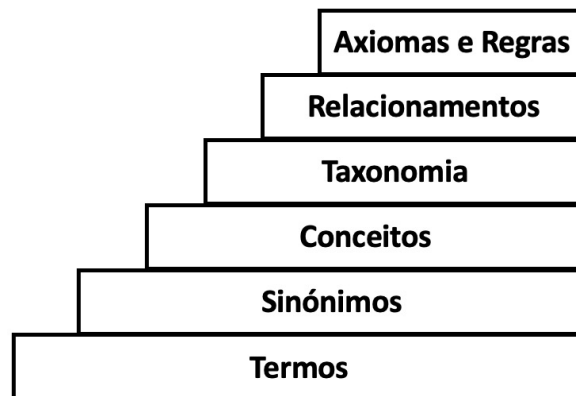 Axiomas e Regras
Relacionamentos
Taxonomia
Conceitos
Sinónimos
Termos